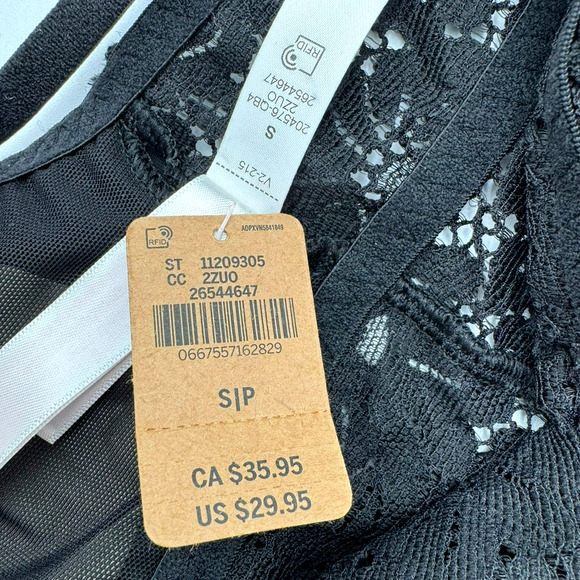 RFID
204576-QB4
2ZUO
26544647
S
V2-215
RFID
ADPXVN5841849
ST 11209305
CC 2ZUO
26544647
0667557162829
S|P
CA $35.95
US $29.95